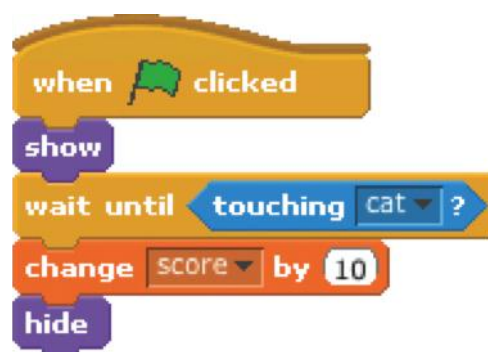 when clicked
show
wait until touching cat ?
change score by 10
hide